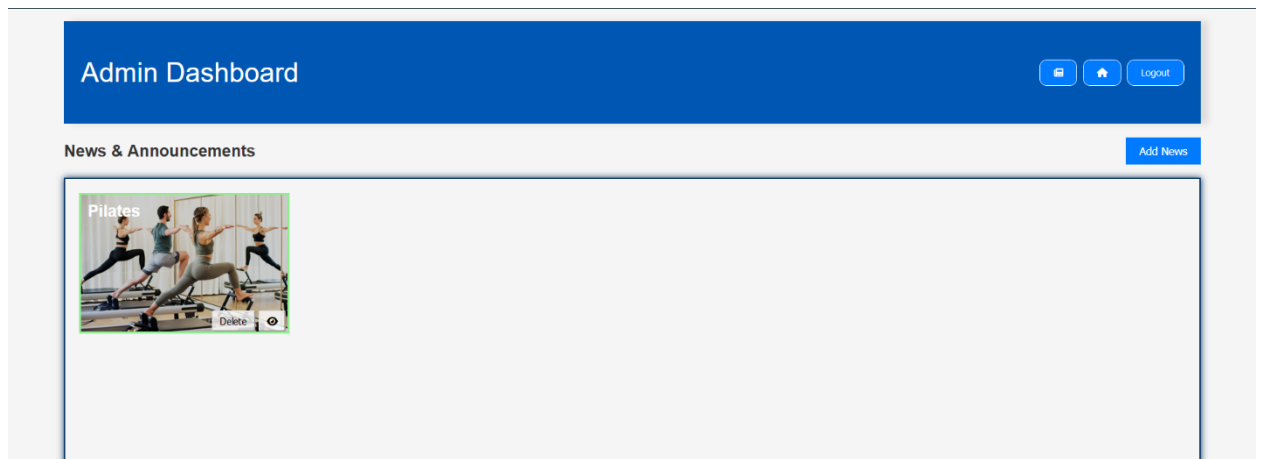 Admin Dashboard
Logout
News & Announcements
Add News
Pilates
Delete